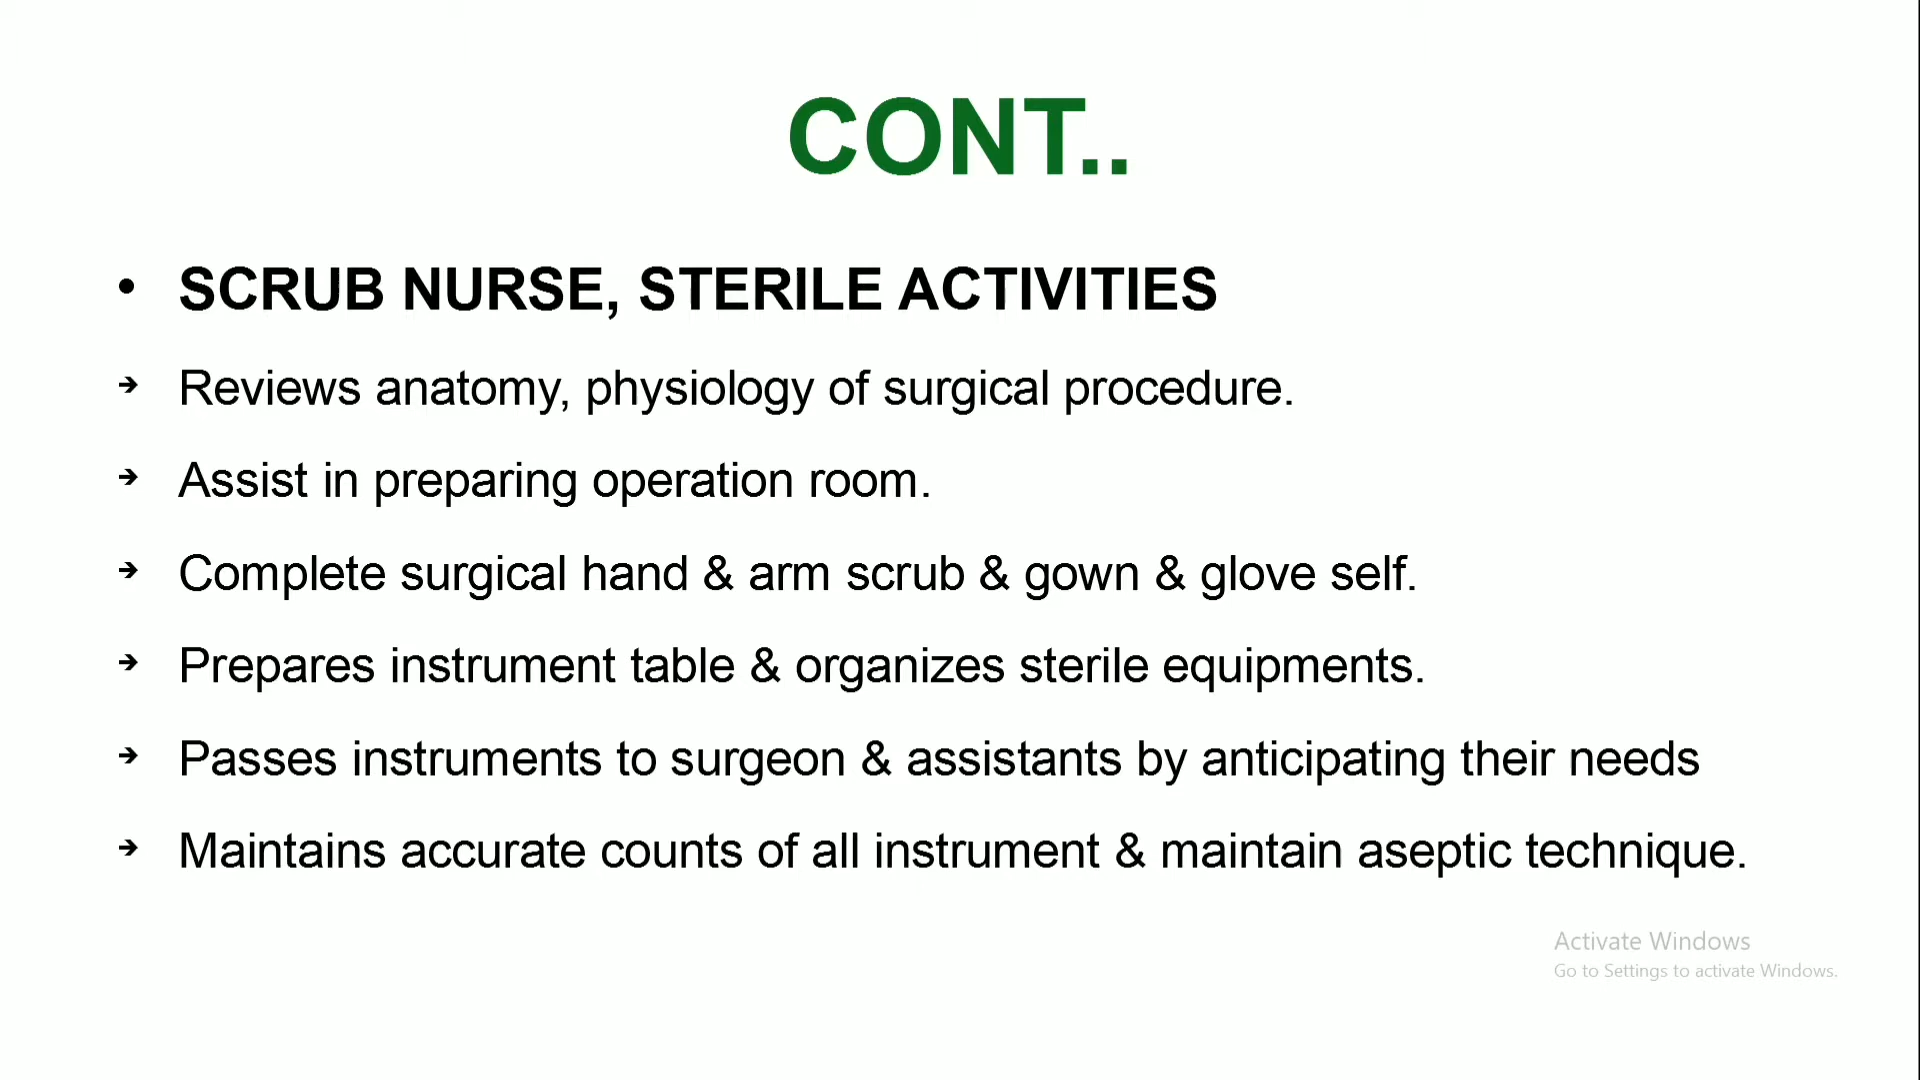 CONT..
• SCRUB NURSE, STERILE ACTIVITIES
➔ Reviews anatomy, physiology of surgical procedure.
➔ Assist in preparing operation room.
➔ Complete surgical hand & arm scrub & gown & glove self.
➔ Prepares instrument table & organizes sterile equipments.
➔ Passes instruments to surgeon & assistants by anticipating their needs
➔ Maintains accurate counts of all instrument & maintain aseptic technique.
Activate Windows
Go to Settings to activate Windows.